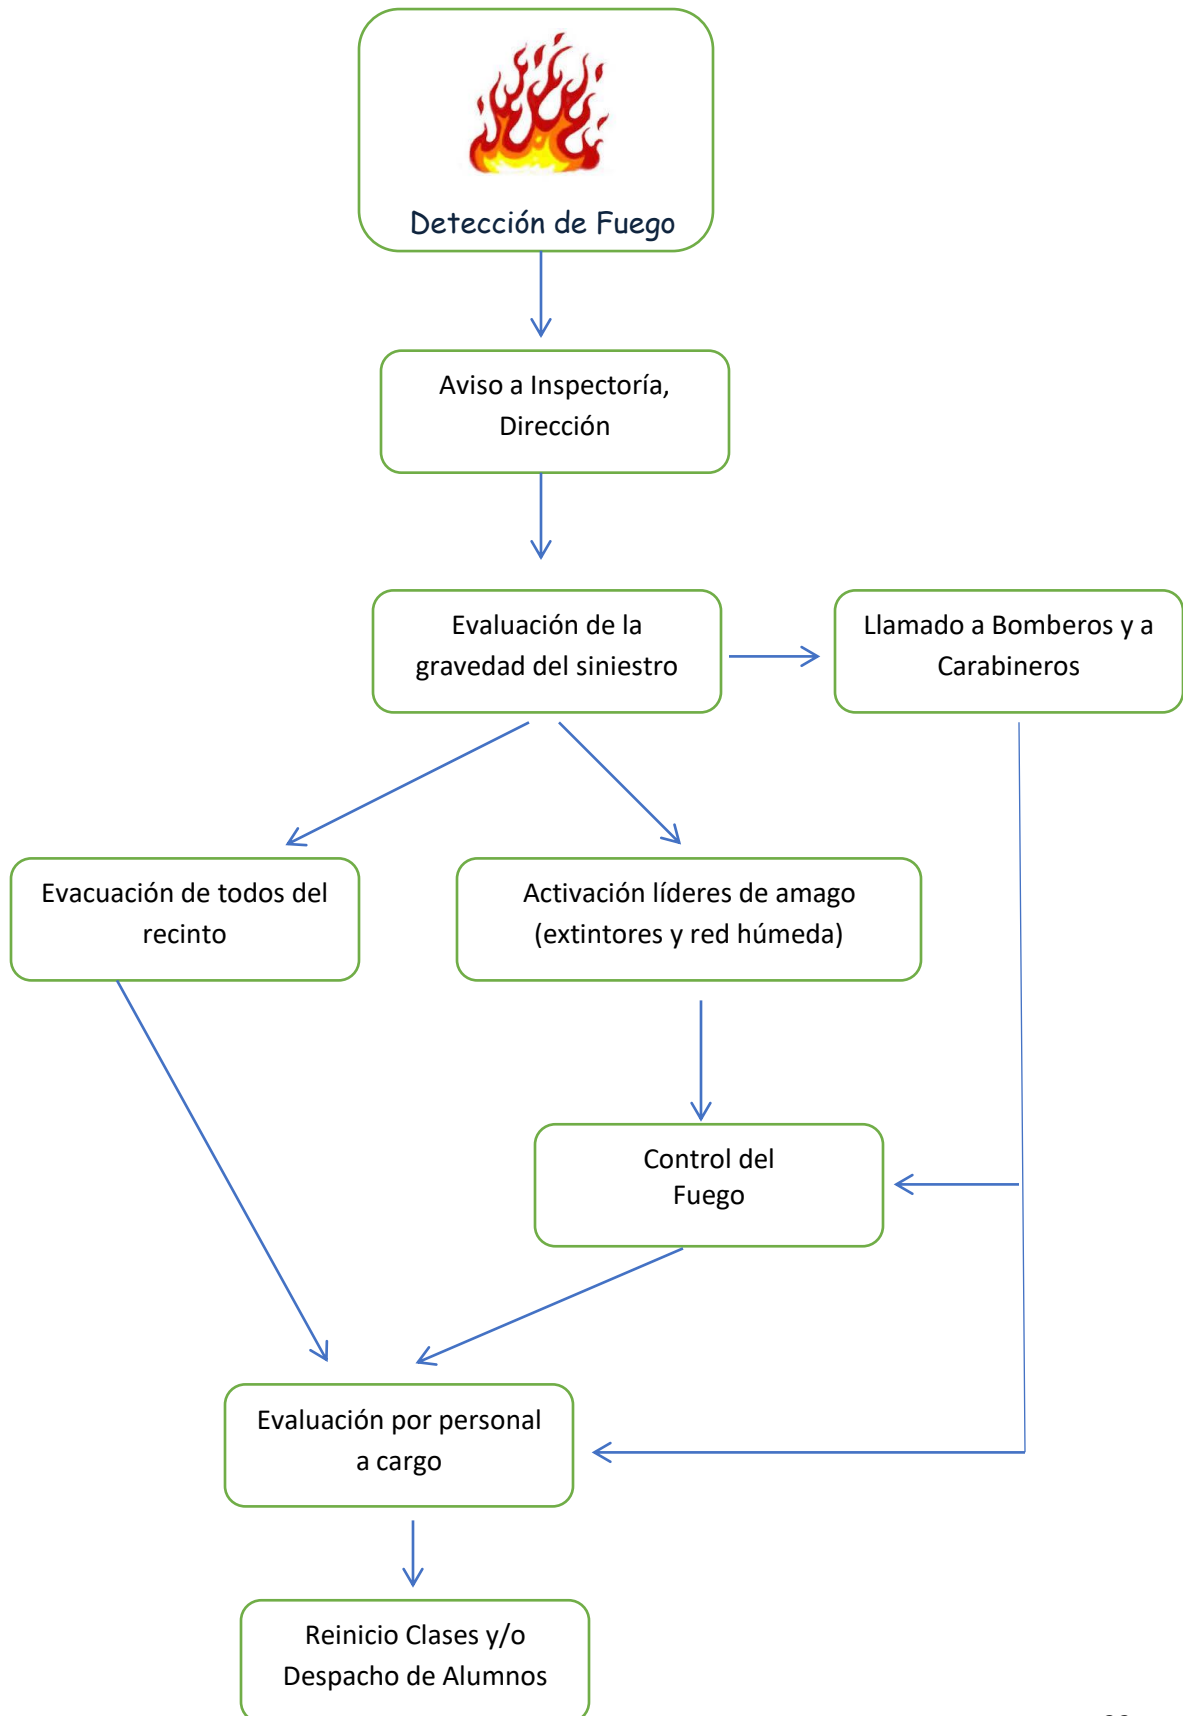 Detección de Fuego
Aviso a Inspectoría,
Dirección
Evaluación de la
gravedad del siniestro
Llamado a Bomberos y a
Carabineros
Evacuación de todos del
recinto
Activación líderes de amago
(extintores y red húmeda)
Control del
Fuego
Evaluación por personal
a cargo
Reinicio Clases y/o
Despacho de Alumnos